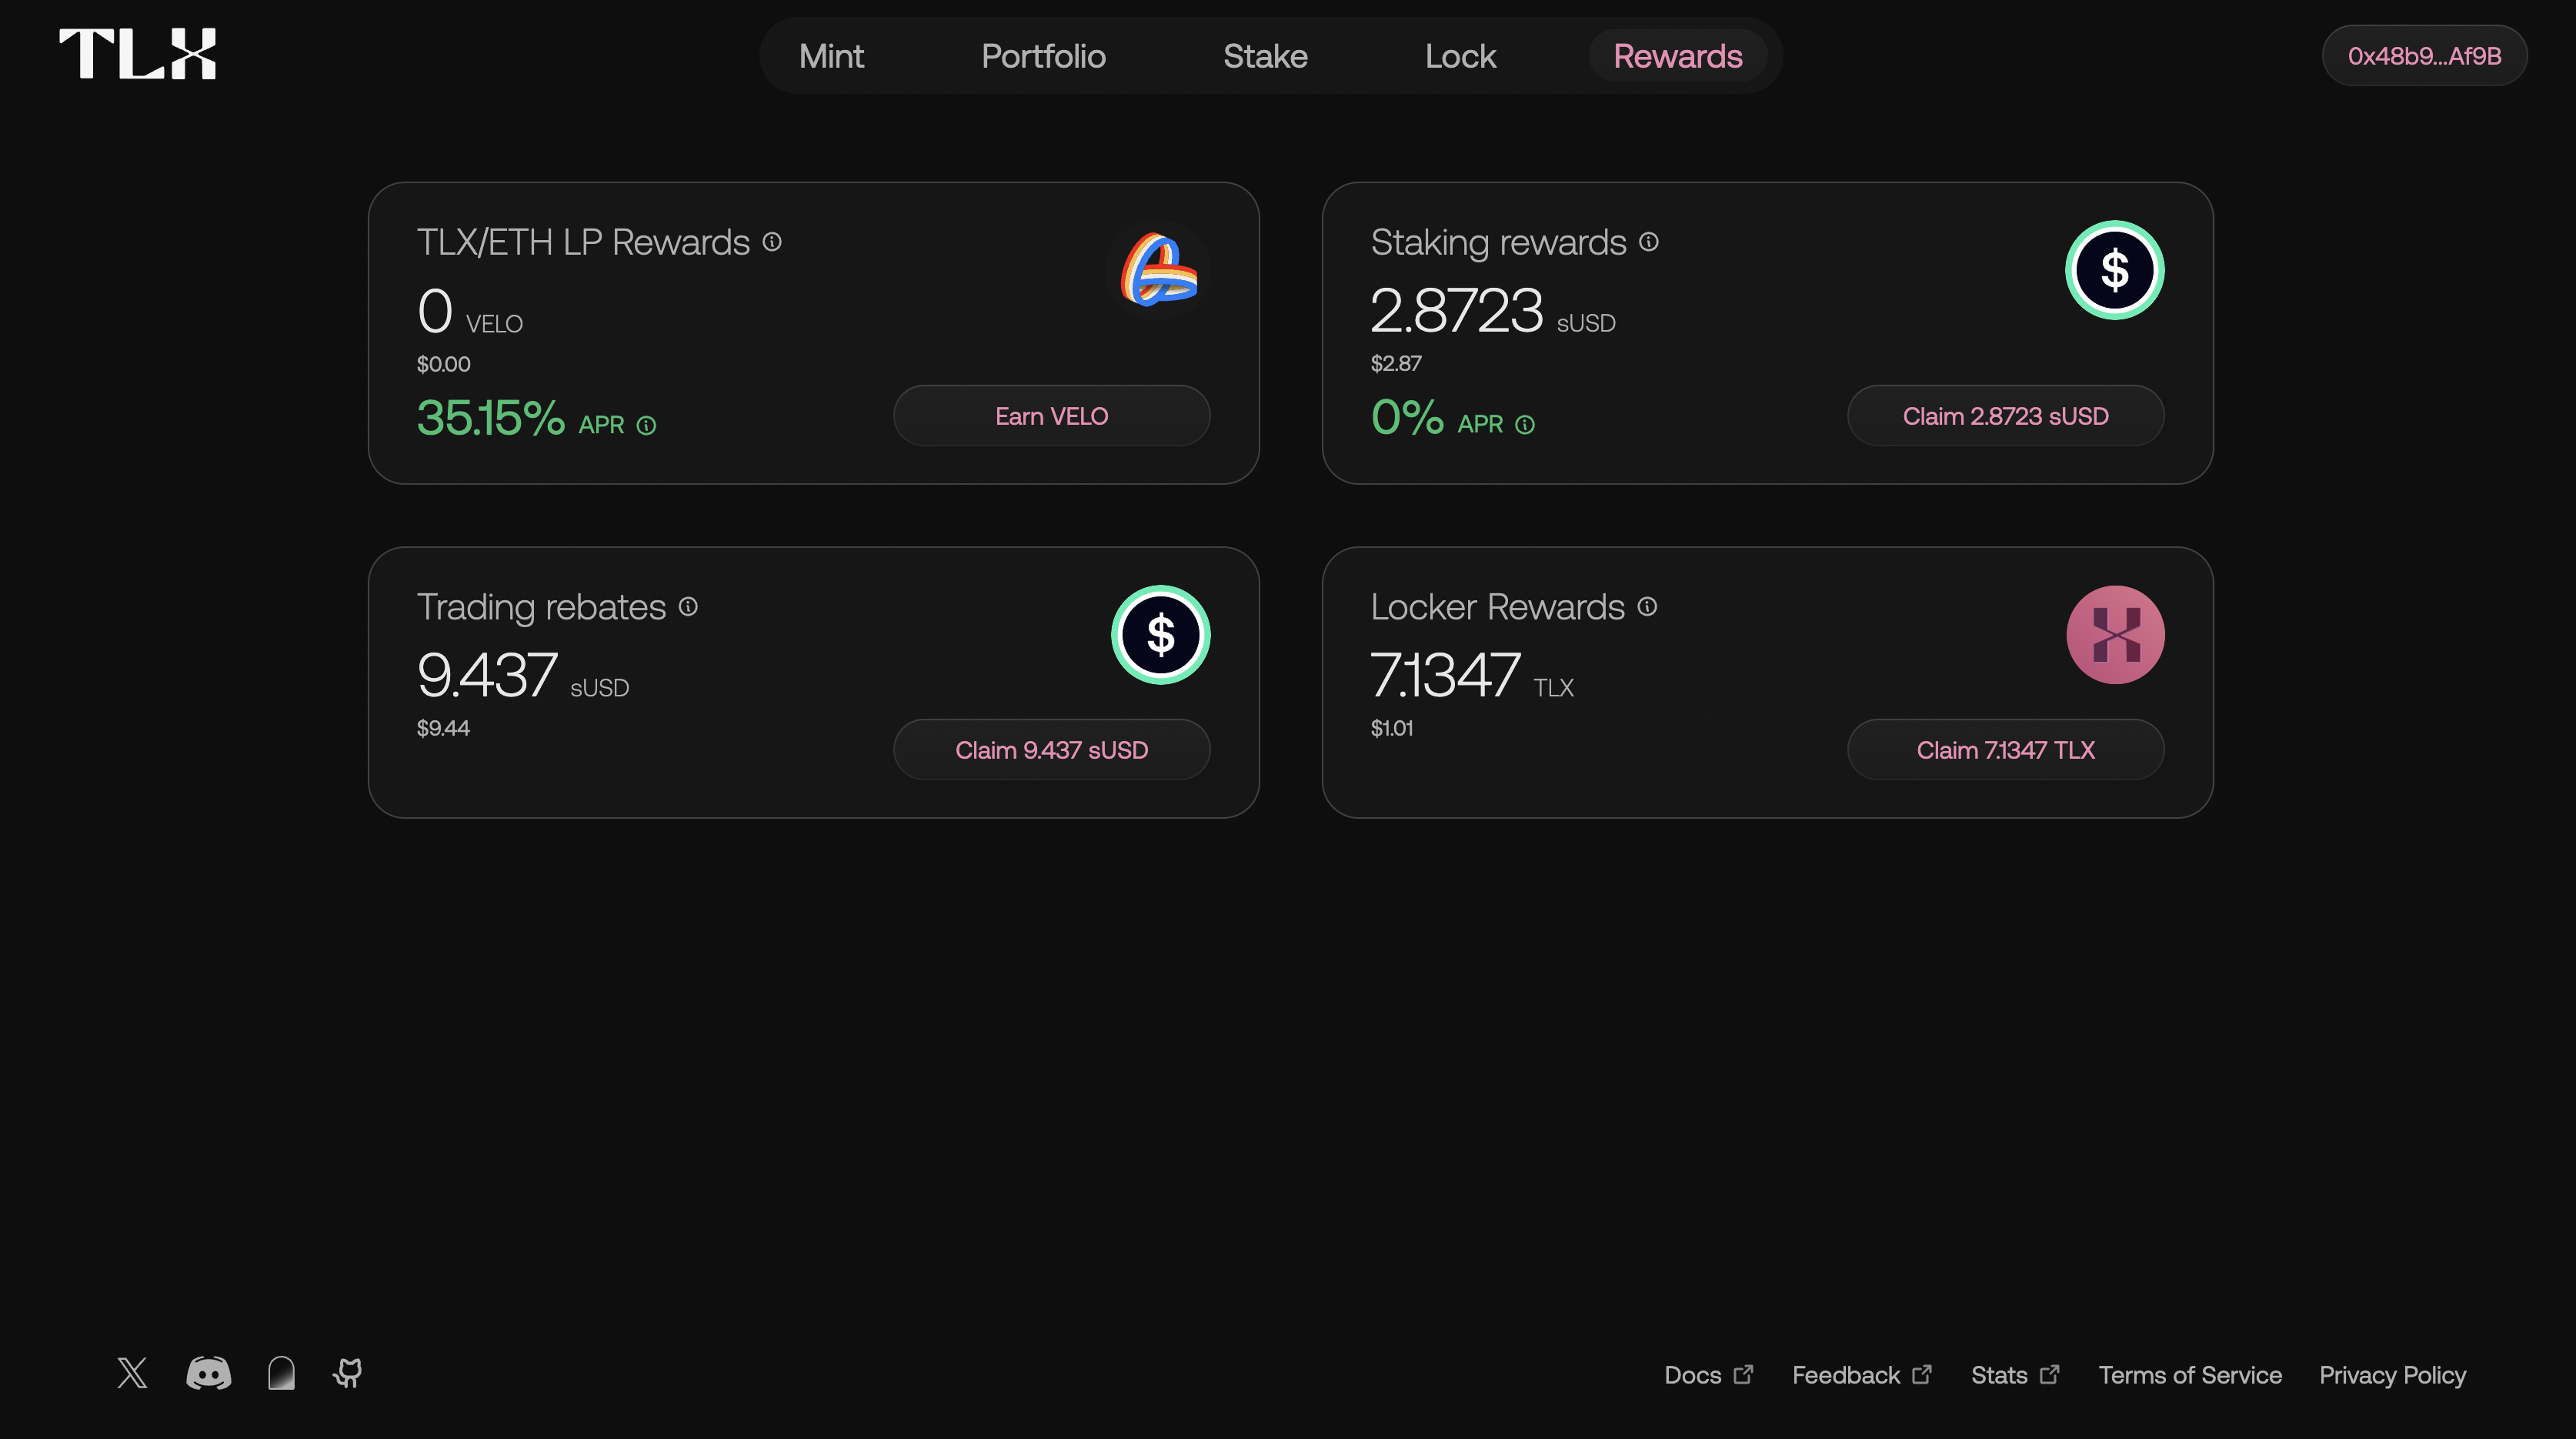 TLX
Mint Portfolio Stake Lock Rewards
0x48b9...Af9B
TLX/ETH LP Rewards
0 VELO
$0.00
35.15% APR
Earn VELO
Staking rewards
2.8723 sUSD
$2.87
0% APR
Claim 2.8723 sUSD
Trading rebates
9.437 sUSD
$9.44
Claim 9.437 sUSD
Locker Rewards
7.1347 TLX
$1.01
Claim 7.1347 TLX
Docs Feedback Stats Terms of Service Privacy Policy